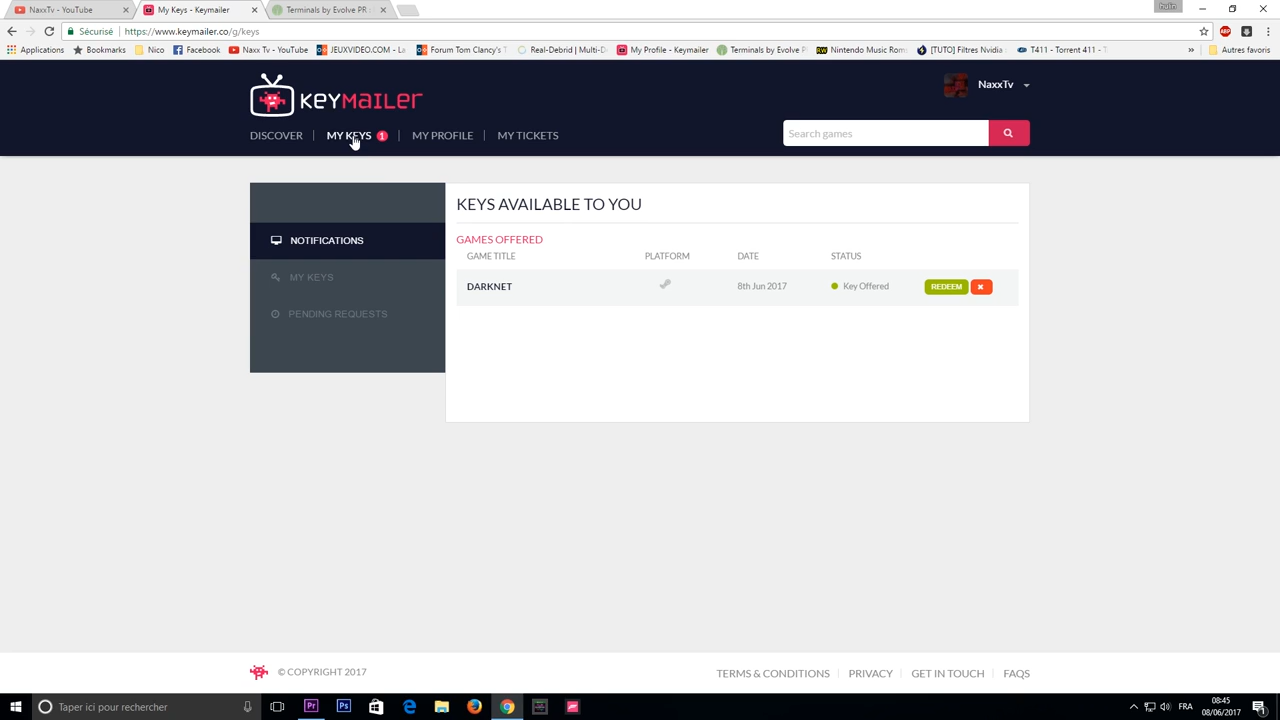 NaxxTv - YouTube
My Keys - Keymailer
Terminals by Evolve PR |
huln
Sécurisé
https://www.keymailer.co/g/keys
Applications
Bookmarks
Nico
Facebook
Naxx Tv - YouTube
JEUXVIDEO.COM - La
Forum Tom Clancy's T
Real-Debrid | Multi-D
My Profile - Keymailer
Terminals by Evolve P
Nintendo Music Rom
[TUTO] Filtres Nvidia
T411 - Torrent 411 - T
»
Autres favoris
KEYMAILER
NaxxTv
DISCOVER
MY KEYS 1
MY PROFILE
MY TICKETS
Search games
NOTIFICATIONS
MY KEYS
PENDING REQUESTS
KEYS AVAILABLE TO YOU
GAMES OFFERED
GAME TITLE PLATFORM DATE STATUS
DARKNET 8th Jun 2017 Key Offered REDEEM
© COPYRIGHT 2017
TERMS & CONDITIONS
PRIVACY
GET IN TOUCH
FAQS
Taper ici pour rechercher
Pr
Ps
FRA
08:45
08/06/2017
1